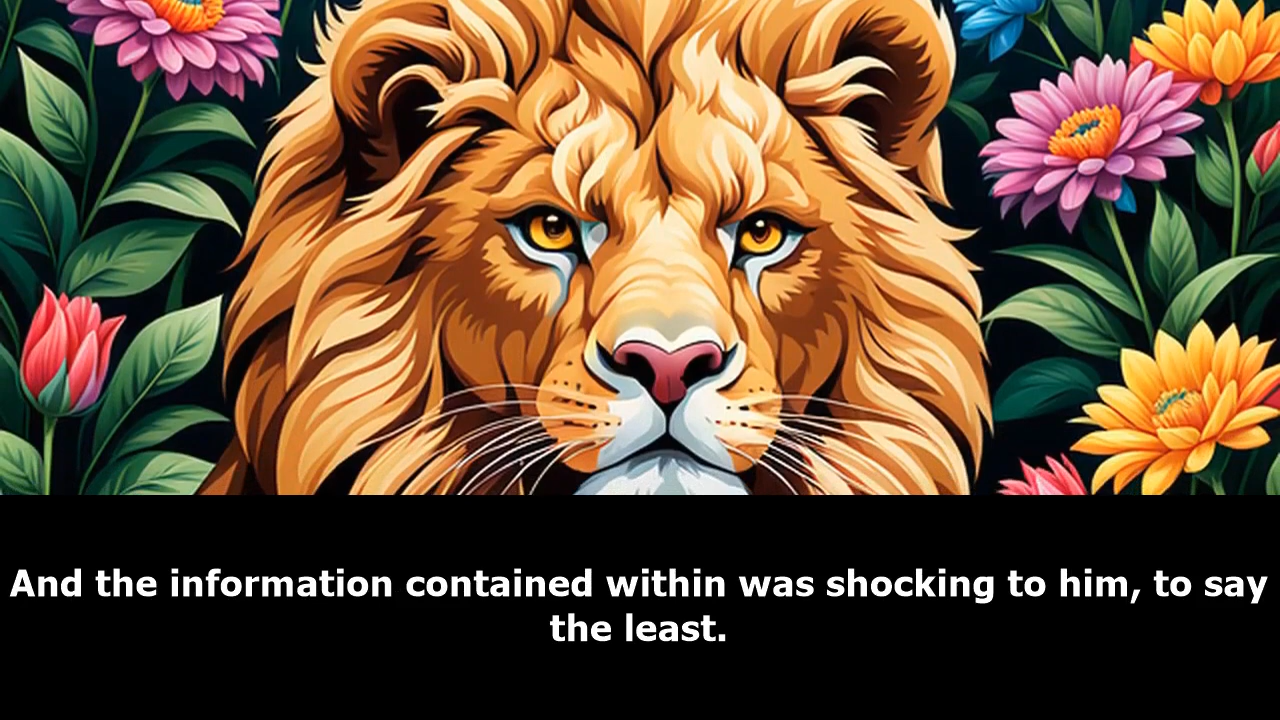 And the information contained within was shocking to him, to say
the least.